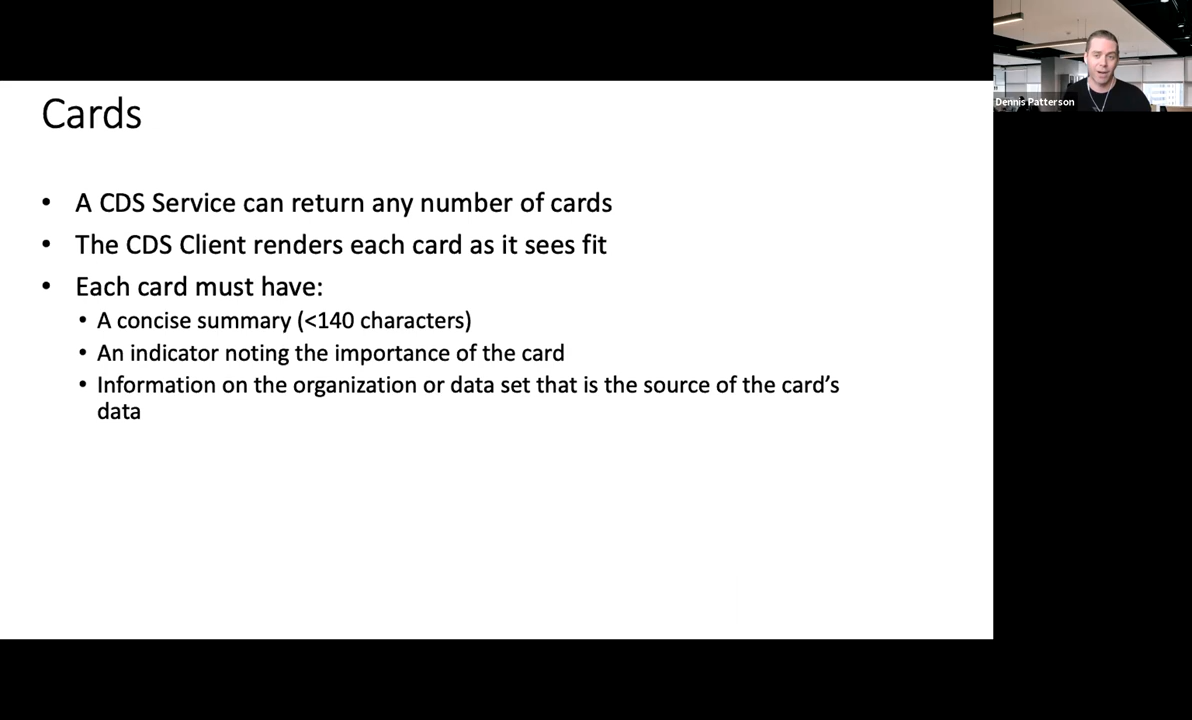 Cards
• A CDS Service can return any number of cards
• The CDS Client renders each card as it sees fit
• Each card must have:
• A concise summary (<140 characters)
• An indicator noting the importance of the card
• Information on the organization or data set that is the source of the card’s
data
Dennis Patterson